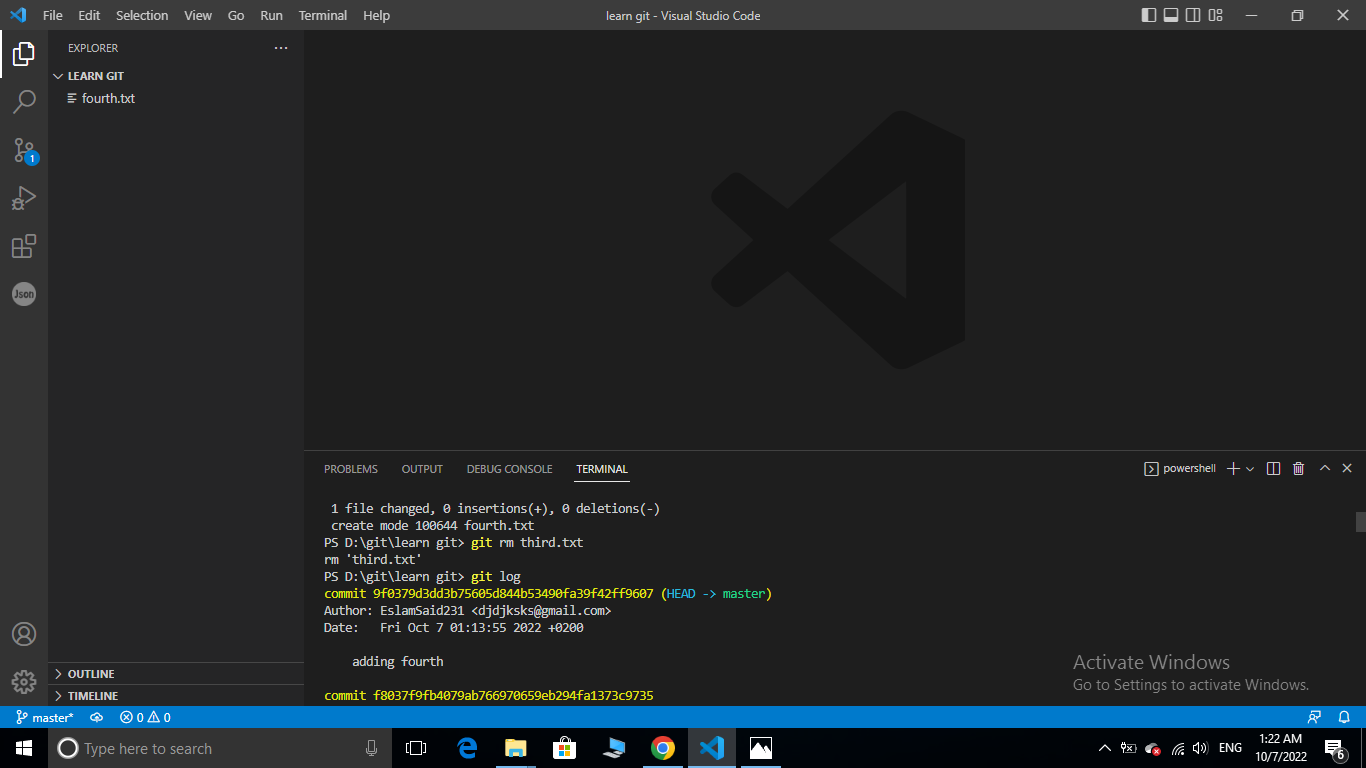 File Edit Selection View Go Run Terminal Help
learn git - Visual Studio Code
EXPLORER
LEARN GIT
fourth.txt
1
Json
OUTLINE
TIMELINE
PROBLEMS OUTPUT DEBUG CONSOLE TERMINAL
powershell
1 file changed, 0 insertions(+), 0 deletions(-)
create mode 100644 fourth.txt
PS D:\git\learn git> git rm third.txt
rm 'third.txt'
PS D:\git\learn git> git log
commit 9f0379d3dd3b75605d844b53490fa39f42ff9607 (HEAD -> master)
Author: EslamSaid231 <djdjksks@gmail.com>
Date:   Fri Oct 7 01:13:55 2022 +0200
adding fourth
commit f8037f9fb4079ab766970659eb294fa1373c9735
Activate Windows
Go to Settings to activate Windows.
master* 0 0
Type here to search
ENG
1:22 AM
10/7/2022
6